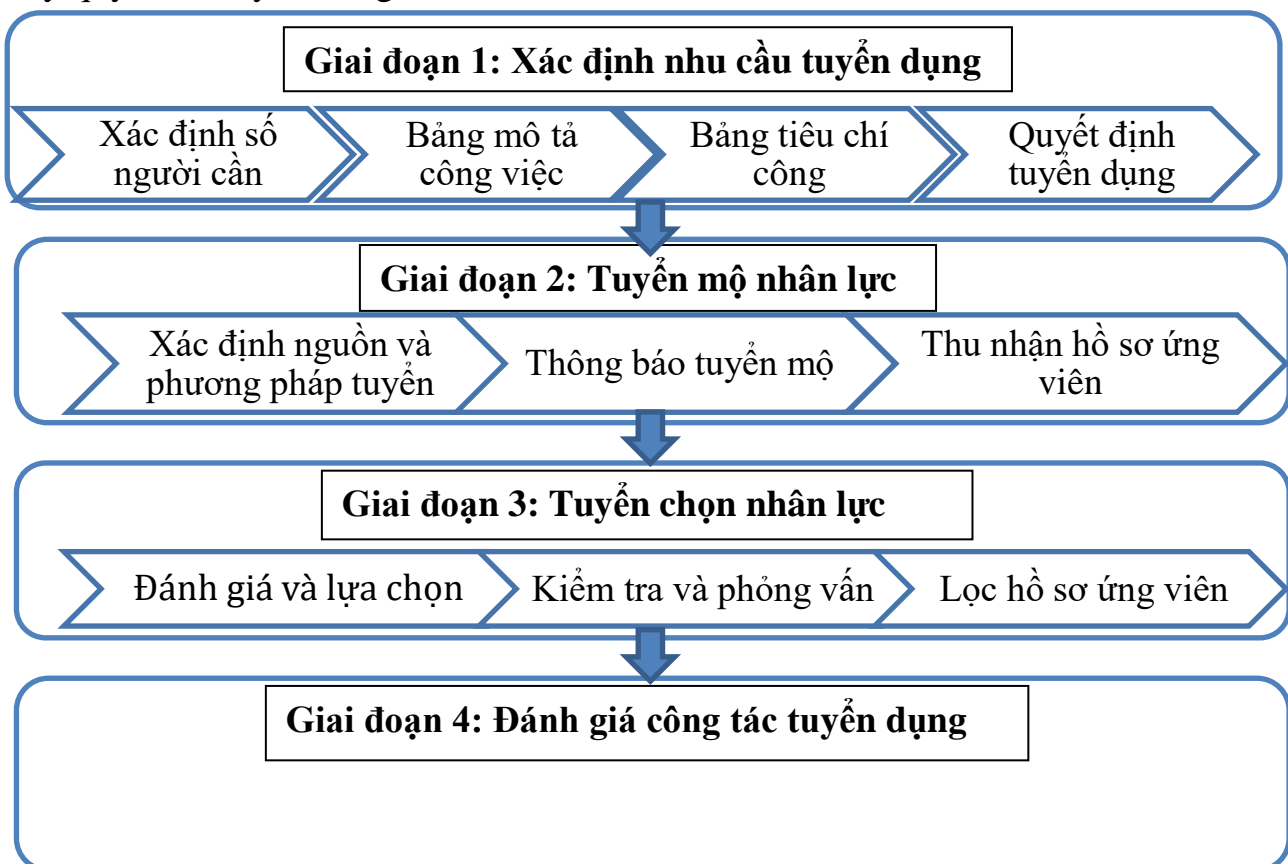 Giai đoạn 1: Xác định nhu cầu tuyển dụng
Xác định số
người cần
Bảng mô tả
công việc
Bảng tiêu chí
công
Quyết định
tuyển dụng
Giai đoạn 2: Tuyển mộ nhân lực
Xác định nguồn và
phương pháp tuyển
Thông báo tuyển mộ
Thu nhận hồ sơ ứng
viên
Giai đoạn 3: Tuyển chọn nhân lực
Đánh giá và lựa chọn
Kiểm tra và phỏng vấn
Lọc hồ sơ ứng viên
Giai đoạn 4: Đánh giá công tác tuyển dụng